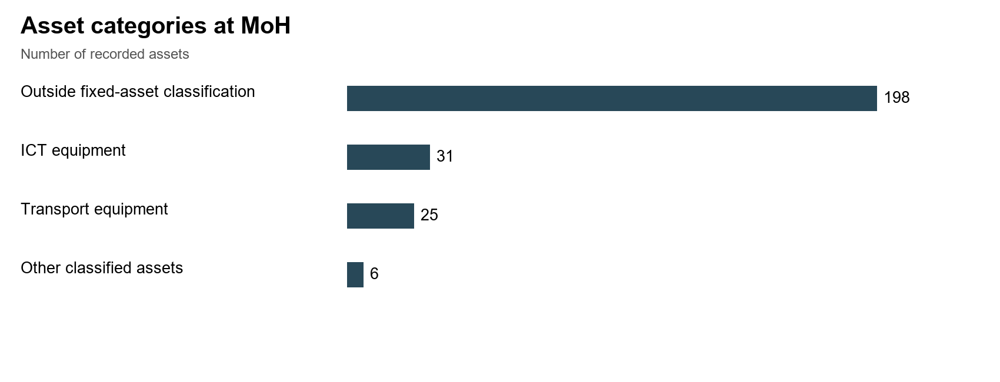 Asset categories at MoH
Number of recorded assets
Outside fixed-asset classification 198
ICT equipment 31
Transport equipment 25
Other classified assets 6